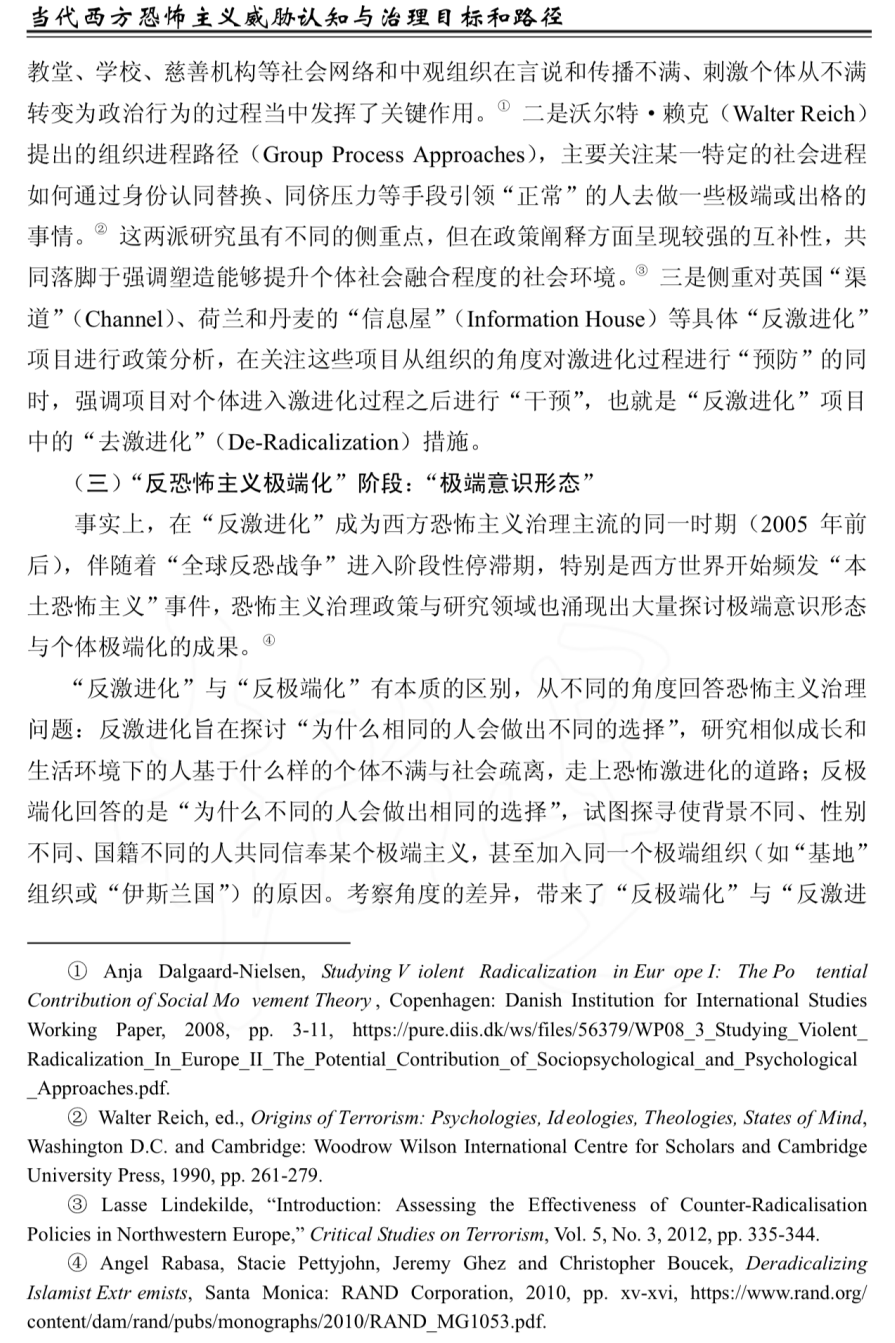 当代西方恐怖主义威胁认知与治理目标和路径
教堂、学校、慈善机构等社会网络和中观组织在言说和传播不满、刺激个体从不满
转变为政治行为的过程当中发挥了关键作用。① 二是沃尔特·赖克（Walter Reich）
提出的组织进程路径（Group Process Approaches），主要关注某一特定的社会进程
如何通过身份认同替换、同侪压力等手段引领“正常”的人去做一些极端或出格的
事情。② 这两派研究虽有不同的侧重点，但在政策阐释方面呈现较强的互补性，共
同落脚于强调塑造能够提升个体社会融合程度的社会环境。③ 三是侧重对英国“渠
道”（Channel）、荷兰和丹麦的“信息屋”（Information House）等具体“反激进化”
项目进行政策分析，在关注这些项目从组织的角度对激进化过程进行“预防”的同
时，强调项目对个体进入激进化过程之后进行“干预”，也就是“反激进化”项目
中的“去激进化”（De-Radicalization）措施。
（三）“反恐怖主义极端化”阶段：“极端意识形态”
事实上，在“反激进化”成为西方恐怖主义治理主流的同一时期（2005 年前
后），伴随着“全球反恐战争”进入阶段性停滞期，特别是西方世界开始频发“本
土恐怖主义”事件，恐怖主义治理政策与研究领域也涌现出大量探讨极端意识形态
与个体极端化的成果。④
“反激进化”与“反极端化”有本质的区别，从不同的角度回答恐怖主义治理
问题：反激进化旨在探讨“为什么相同的人会做出不同的选择”，研究相似成长和
生活环境下的人基于什么样的个体不满与社会疏离，走上恐怖激进化的道路；反极
端化回答的是“为什么不同的人会做出相同的选择”，试图探寻使背景不同、性别
不同、国籍不同的人共同信奉某个极端主义，甚至加入同一个极端组织（如“基地”
组织或“伊斯兰国”）的原因。考察角度的差异，带来了“反极端化”与“反激进
① Anja Dalgaard-Nielsen, Studying V iolent Radicalization in Eur ope I: The Po tential
Contribution of Social Mo vement Theory , Copenhagen: Danish Institution for International Studies
Working Paper, 2008, pp. 3-11, https://pure.diis.dk/ws/files/56379/WP08_3_Studying_Violent_
Radicalization_In_Europe_II_The_Potential_Contribution_of_Sociopsychological_and_Psychological
_Approaches.pdf.
② Walter Reich, ed., Origins of Terrorism: Psychologies, Id eologies, Theologies, States of Mind,
Washington D.C. and Cambridge: Woodrow Wilson International Centre for Scholars and Cambridge
University Press, 1990, pp. 261-279.
③ Lasse Lindekilde, “Introduction: Assessing the Effectiveness of Counter-Radicalisation
Policies in Northwestern Europe,” Critical Studies on Terrorism, Vol. 5, No. 3, 2012, pp. 335-344.
④ Angel Rabasa, Stacie Pettyjohn, Jeremy Ghez and Christopher Boucek, Deradicalizing
Islamist Extr emists, Santa Monica: RAND Corporation, 2010, pp. xv-xvi, https://www.rand.org/
content/dam/rand/pubs/monographs/2010/RAND_MG1053.pdf.